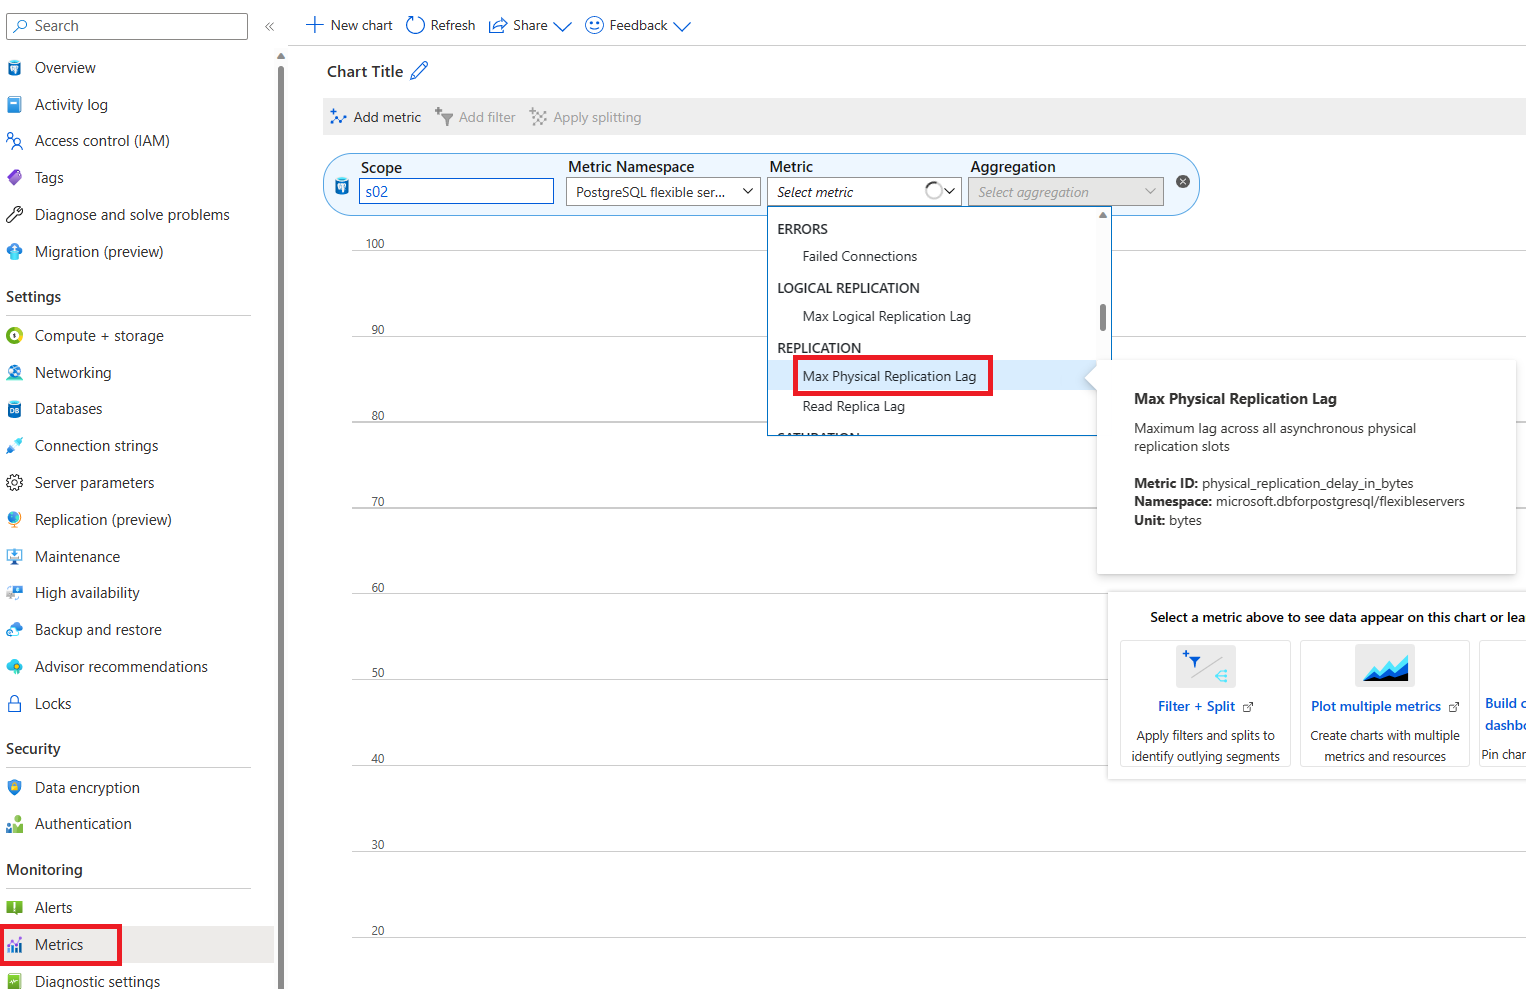 Search
«
New chart
Refresh
Share
Feedback
Overview
Activity log
Access control (IAM)
Tags
Diagnose and solve problems
Migration (preview)
Settings
Compute + storage
Networking
Databases
Connection strings
Server parameters
Replication (preview)
Maintenance
High availability
Backup and restore
Advisor recommendations
Locks
Security
Data encryption
Authentication
Monitoring
Alerts
Metrics
Diagnostic settings
Chart Title
Add metric
Add filter
Apply splitting
Scope
s02
Metric Namespace
PostgreSQL flexible ser...
Metric
Select metric
Aggregation
Select aggregation
ERRORS
Failed Connections
LOGICAL REPLICATION
Max Logical Replication Lag
REPLICATION
Max Physical Replication Lag
Read Replica Lag
SATURATION
Max Physical Replication Lag
Maximum lag across all asynchronous physical
replication slots
Metric ID: physical_replication_delay_in_bytes
Namespace: microsoft.dbforpostgresql/flexibleservers
Unit: bytes
100
90
80
70
60
50
40
30
20
Select a metric above to see data appear on this chart or lea
Filter + Split
Apply filters and splits to
identify outlying segments
Plot multiple metrics
Create charts with multiple
metrics and resources
Build c
dashbo
Pin char